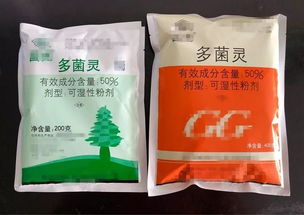 多菌灵
有效成分含量:50%
剂型:可湿性粉剂
净含量:200克
多菌灵
有效成分含量:50%
剂型:可湿性粉剂
GG